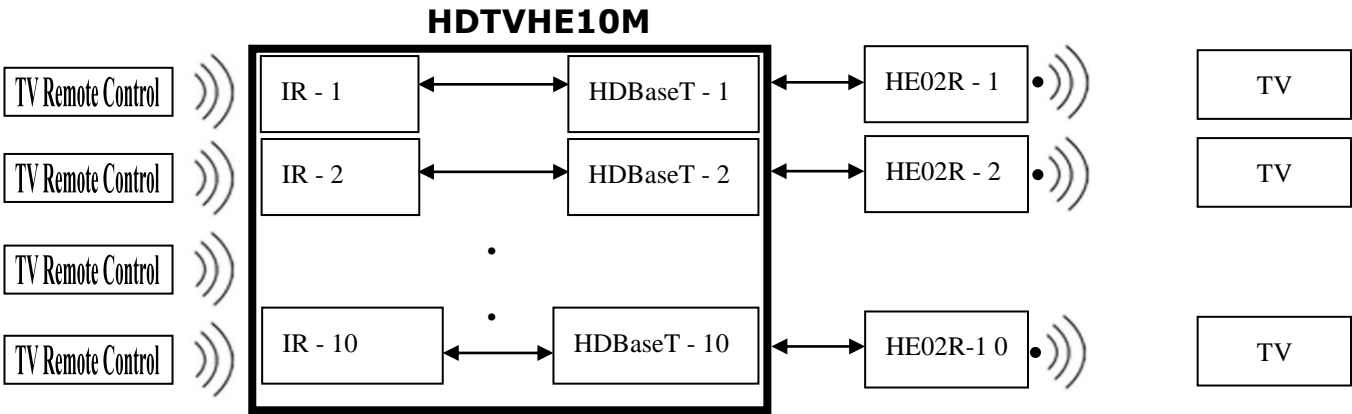 HDTVHE10M
TV Remote Control
IR - 1
HDBaseT - 1
HE02R - 1
TV
TV Remote Control
IR - 2
HDBaseT - 2
HE02R - 2
TV
TV Remote Control
TV Remote Control
IR - 10
HDBaseT - 10
HE02R-1 0
TV